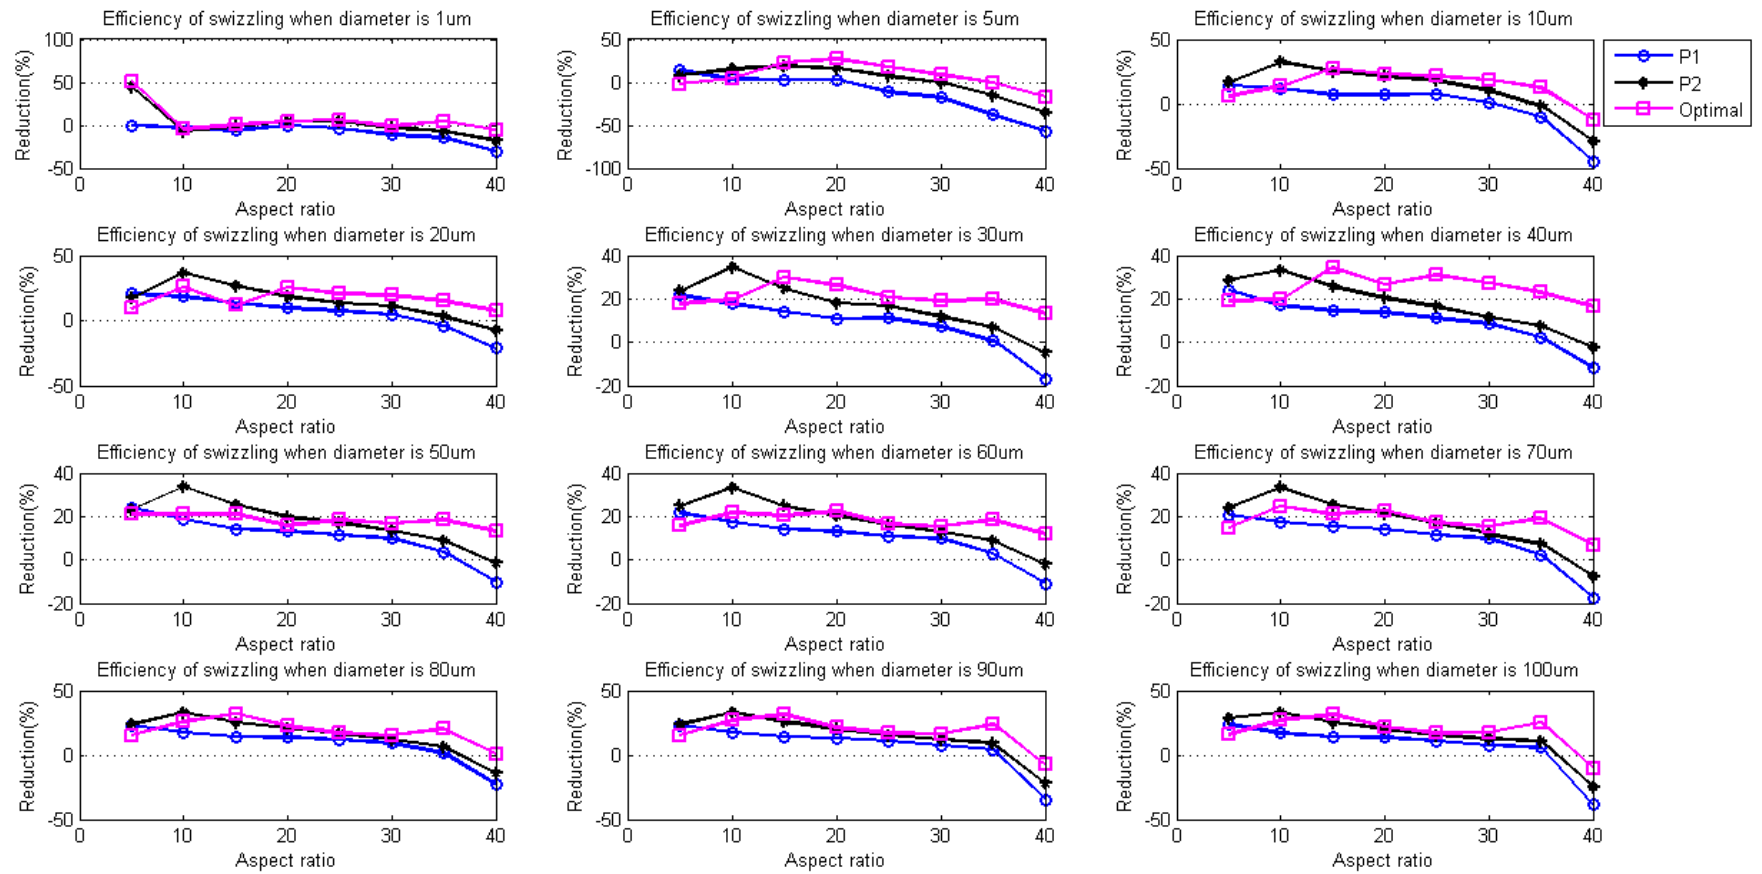 Efficiency of swizzling when diameter is 1um
Reduction(%)
100
50
0
-50
0 10 20 30 40
Aspect ratio
Efficiency of swizzling when diameter is 5um
Reduction(%)
50
0
-50
-100
0 10 20 30 40
Aspect ratio
Efficiency of swizzling when diameter is 10um
Reduction(%)
50
0
-50
0 10 20 30 40
Aspect ratio
P1
P2
Optimal
Efficiency of swizzling when diameter is 20um
Reduction(%)
50
0
-50
0 10 20 30 40
Aspect ratio
Efficiency of swizzling when diameter is 30um
Reduction(%)
40
20
0
-20
0 10 20 30 40
Aspect ratio
Efficiency of swizzling when diameter is 40um
Reduction(%)
40
20
0
-20
0 10 20 30 40
Aspect ratio
Efficiency of swizzling when diameter is 50um
Reduction(%)
40
20
0
-20
0 10 20 30 40
Aspect ratio
Efficiency of swizzling when diameter is 60um
Reduction(%)
40
20
0
-20
0 10 20 30 40
Aspect ratio
Efficiency of swizzling when diameter is 70um
Reduction(%)
40
20
0
-20
0 10 20 30 40
Aspect ratio
Efficiency of swizzling when diameter is 80um
Reduction(%)
50
0
-50
0 10 20 30 40
Aspect ratio
Efficiency of swizzling when diameter is 90um
Reduction(%)
50
0
-50
0 10 20 30 40
Aspect ratio
Efficiency of swizzling when diameter is 100um
Reduction(%)
50
0
-50
0 10 20 30 40
Aspect ratio